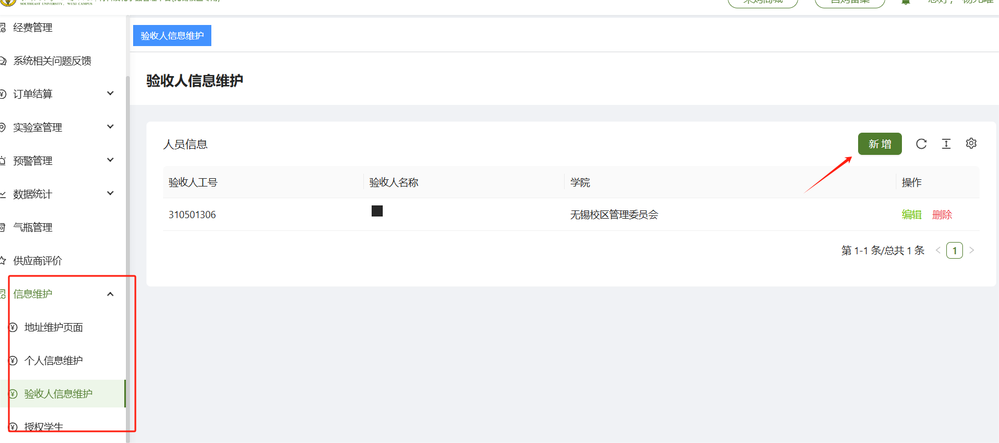 SOUTHEAST UNIVERSITY, WUXI CAMPUS
经费管理
系统相关问题反馈
订单结算
实验室管理
预警管理
数据统计
气瓶管理
供应商评价
信息维护
地址维护页面
个人信息维护
验收人信息维护
授权学生
验收人信息维护
验收人信息维护
人员信息
新增
验收人工号 验收人名称 学院 操作
310501306 无锡校区管理委员会 编辑 删除
第 1-1 条/总共 1 条 < 1 >